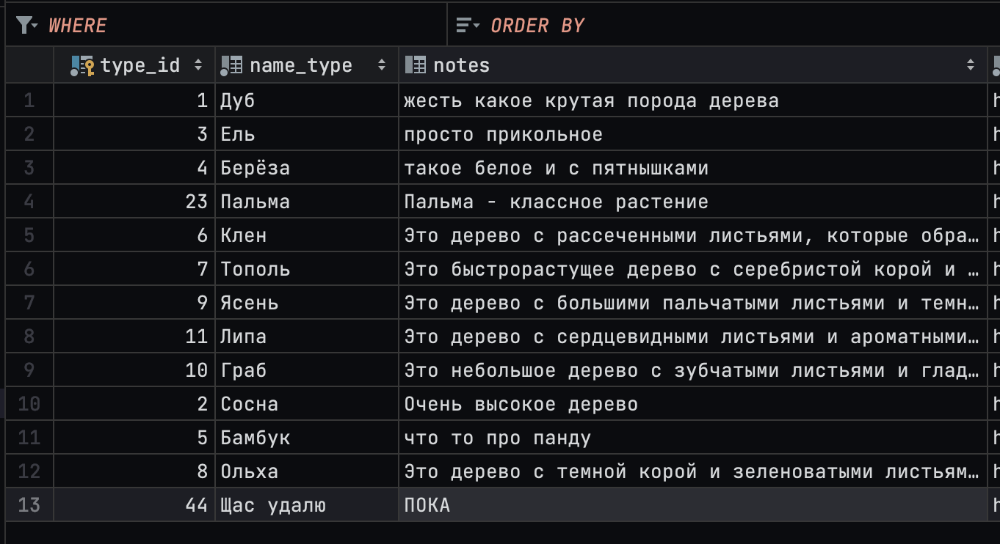 WHERE ORDER BY
type_id name_type notes
1 1 Дуб жесть какое крутая порода дерева
2 3 Ель просто прикольное
3 4 Берёза такое белое и с пятнышками
4 23 Пальма Пальма - классное растение
5 6 Клен Это дерево с рассеченными листьями, которые обра…
6 7 Тополь Это быстрорастущее дерево с серебристой корой и …
7 9 Ясень Это дерево с большими пальчатыми листьями и темн…
8 11 Липа Это дерево с сердцевидными листьями и ароматными…
9 10 Граб Это небольшое дерево с зубчатыми листьями и глад…
10 2 Сосна Очень высокое дерево
11 5 Бамбук что то про панду
12 8 Ольха Это дерево с темной корой и зеленоватыми листьям…
13 44 Щас удалю ПОКА